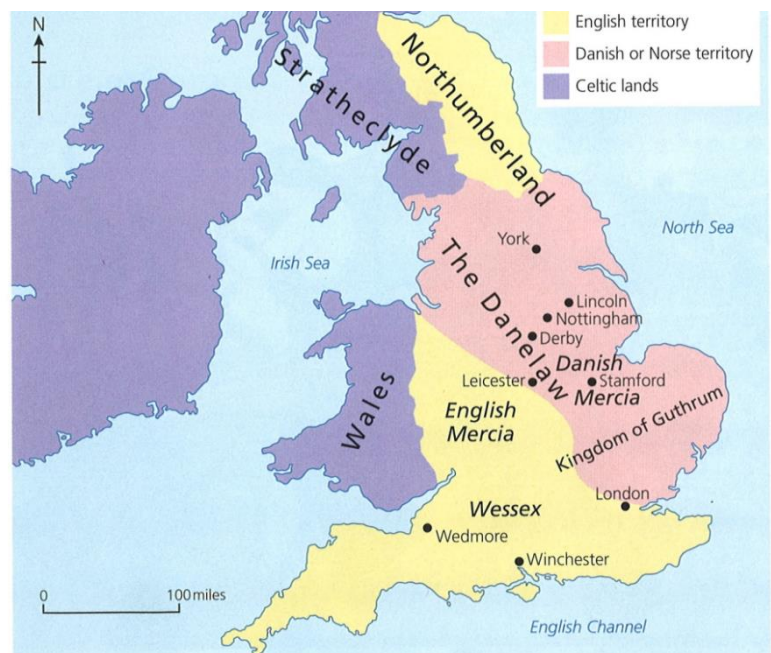 N
English territory
Danish or Norse territory
Celtic lands
Stratheclyde
Northumberland
North Sea
York
Irish Sea
The Danelaw
Lincoln
Nottingham
Derby
Danish
Mercia
Leicester
Stamford
Wales
English
Mercia
Kingdom of Guthrum
London
Wessex
Wedmore
Winchester
0 100 miles
English Channel